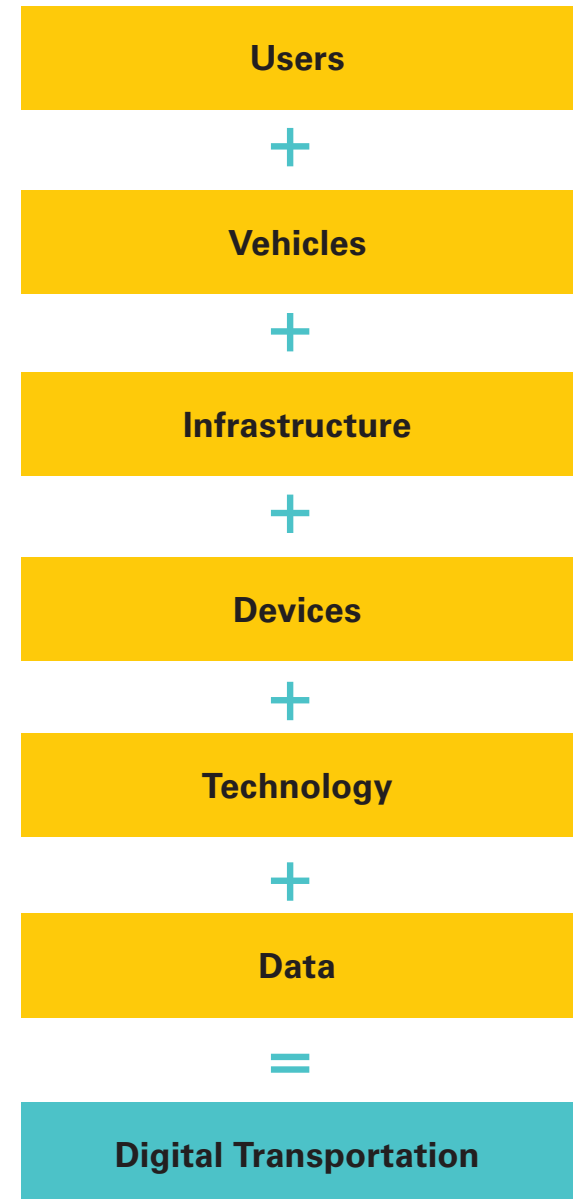 Users
+
Vehicles
+
Infrastructure
+
Devices
+
Technology
+
Data
=
Digital Transportation